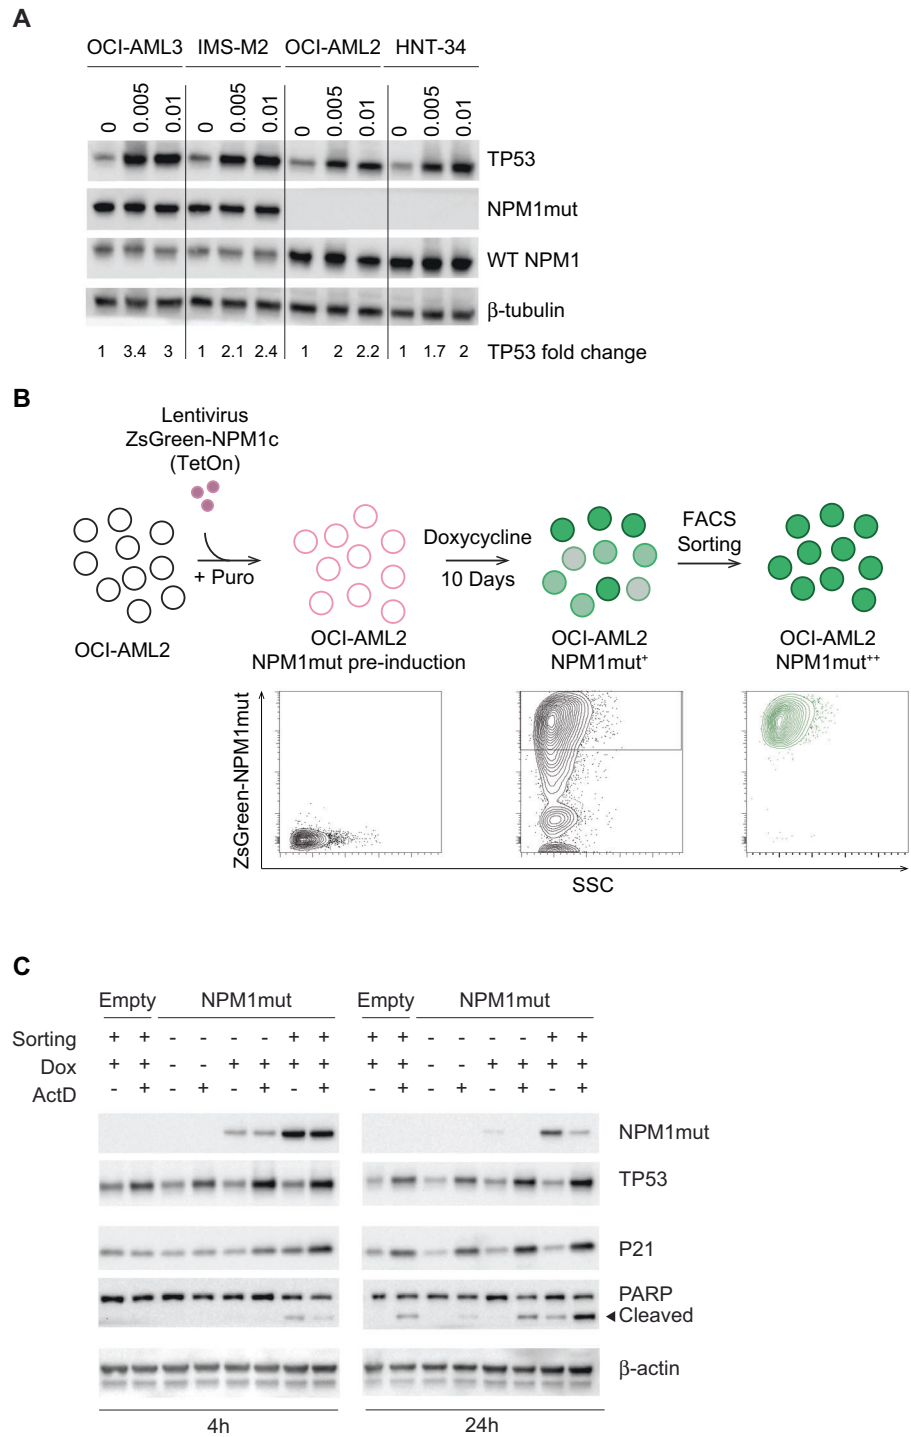 A
OCI-AML3 IMS-M2 OCI-AML2 HNT-34
0 0.005 0.01 0 0.005 0.01 0 0.005 0.01 0 0.005 0.01
TP53
NPM1mut
WT NPM1
β-tubulin
1 3.4 3 1 2.1 2.4 1 2 2.2 1 1.7 2 TP53 fold change
B
Lentivirus
ZsGreen-NPM1c
(TetOn)
+ Puro
Doxycycline
10 Days
FACS
Sorting
OCI-AML2
OCI-AML2
NPM1mut pre-induction
OCI-AML2
NPM1mut⁺
OCI-AML2
NPM1mut⁺⁺
ZsGreen-NPM1mut
SSC
C
Empty NPM1mut Empty NPM1mut
Sorting + + - - - - + + + + - - - - + +
Dox + + - - + + + + + + - - + + + +
ActD - + - + - + - + - + - + - + - +
NPM1mut
TP53
P21
PARP
Cleaved
β-actin
4h 24h